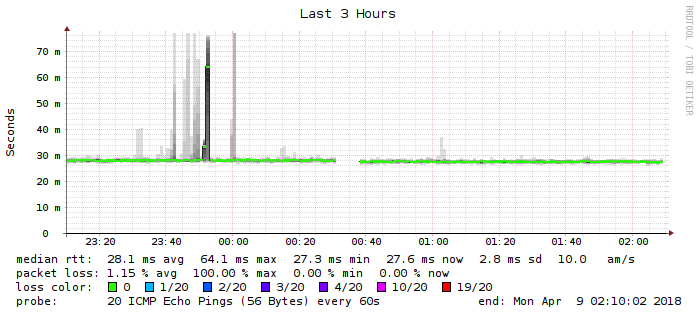 Last 3 Hours
RRDTOOL / TOBI OETIKER
Seconds
70 m
60 m
50 m
40 m
30 m
20 m
10 m
0
23:20 23:40 00:00 00:20 00:40 01:00 01:20 01:40 02:00
median rtt: 28.1 ms avg 64.1 ms max 27.3 ms min 27.6 ms now 2.8 ms sd 10.0 am/s
packet loss: 1.15 % avg 100.00 % max 0.00 % min 0.00 % now
loss color: 0 1/20 2/20 3/20 4/20 10/20 19/20
probe: 20 ICMP Echo Pings (56 Bytes) every 60s end: Mon Apr 9 02:10:02 2018